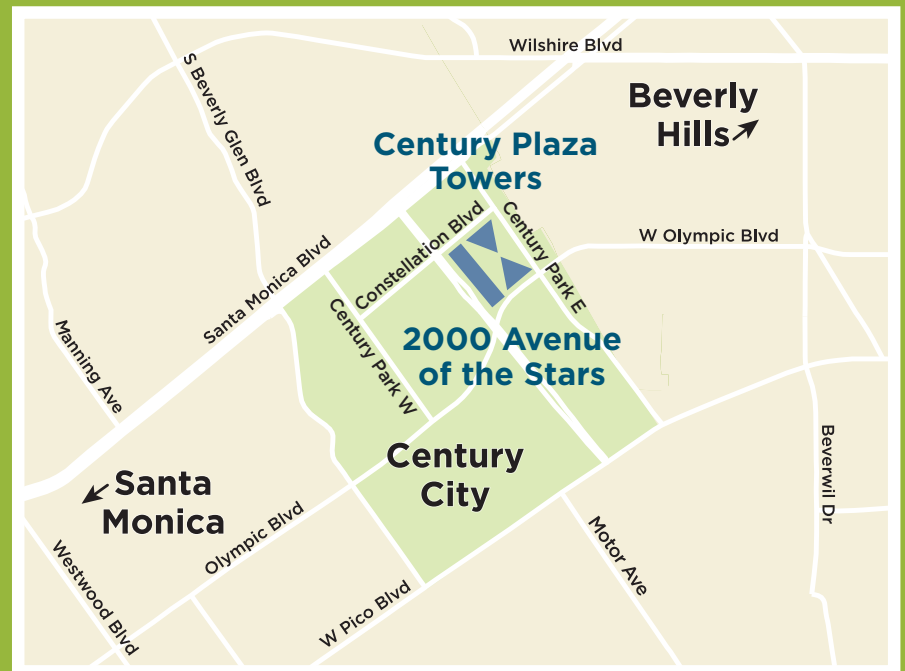 Wilshire Blvd
S Beverly Glen Blvd
Beverly
Hills
Century Plaza
Towers
Constellation Blvd
Century Park E
W Olympic Blvd
Santa Monica Blvd
Century Park W
Manning Ave
2000 Avenue
of the Stars
Century
City
Beverwil Dr
Santa
Monica
Olympic Blvd
Motor Ave
Westwood Blvd
W Pico Blvd